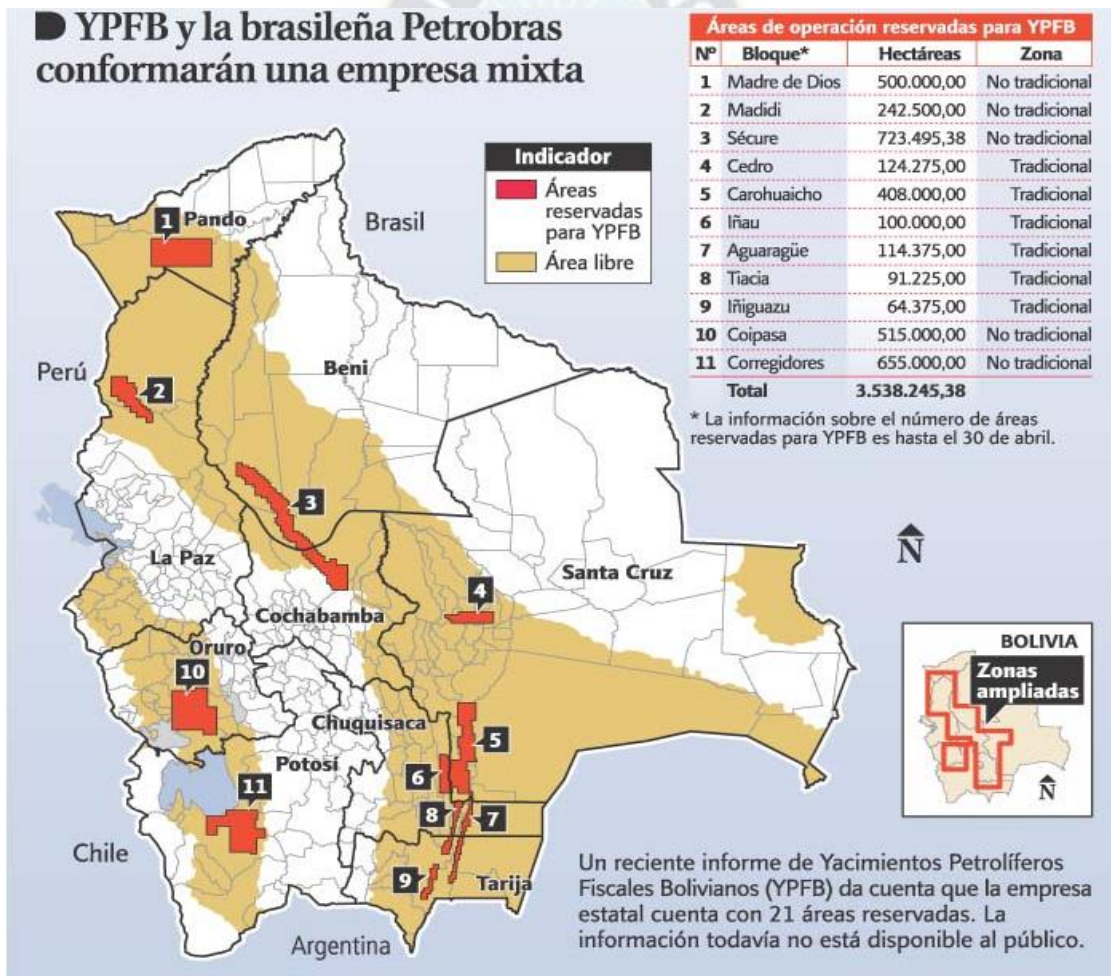 YPFB y la brasileña Petrobras
conformarán una empresa mixta
Áreas de operación reservadas para YPFB
Nº Bloque* Hectáreas Zona
1 Madre de Dios 500.000,00 No tradicional
2 Madidi 242.500,00 No tradicional
3 Sécure 723.495,38 No tradicional
4 Cedro 124.275,00 Tradicional
5 Carohuaicho 408.000,00 Tradicional
6 Iñau 100.000,00 Tradicional
7 Aguaragüe 114.375,00 Tradicional
8 Tiacia 91.225,00 Tradicional
9 Iñiguazu 64.375,00 Tradicional
10 Coipasa 515.000,00 No tradicional
11 Corregidores 655.000,00 No tradicional
Total 3.538.245,38
* La información sobre el número de áreas
reservadas para YPFB es hasta el 30 de abril.
Indicador
Áreas
reservadas
para YPFB
Área libre
1 Pando
Brasil
Perú
2
Beni
3
La Paz
Cochabamba
4
Santa Cruz
N
Oruro
10
Chuquisaca
5
Potosí
6
11
8
7
Chile
9
Tarija
Argentina
BOLIVIA
Zonas
ampliadas
N
Un reciente informe de Yacimientos Petrolíferos
Fiscales Bolivianos (YPFB) da cuenta que la empresa
estatal cuenta con 21 áreas reservadas. La
información todavía no está disponible al público.